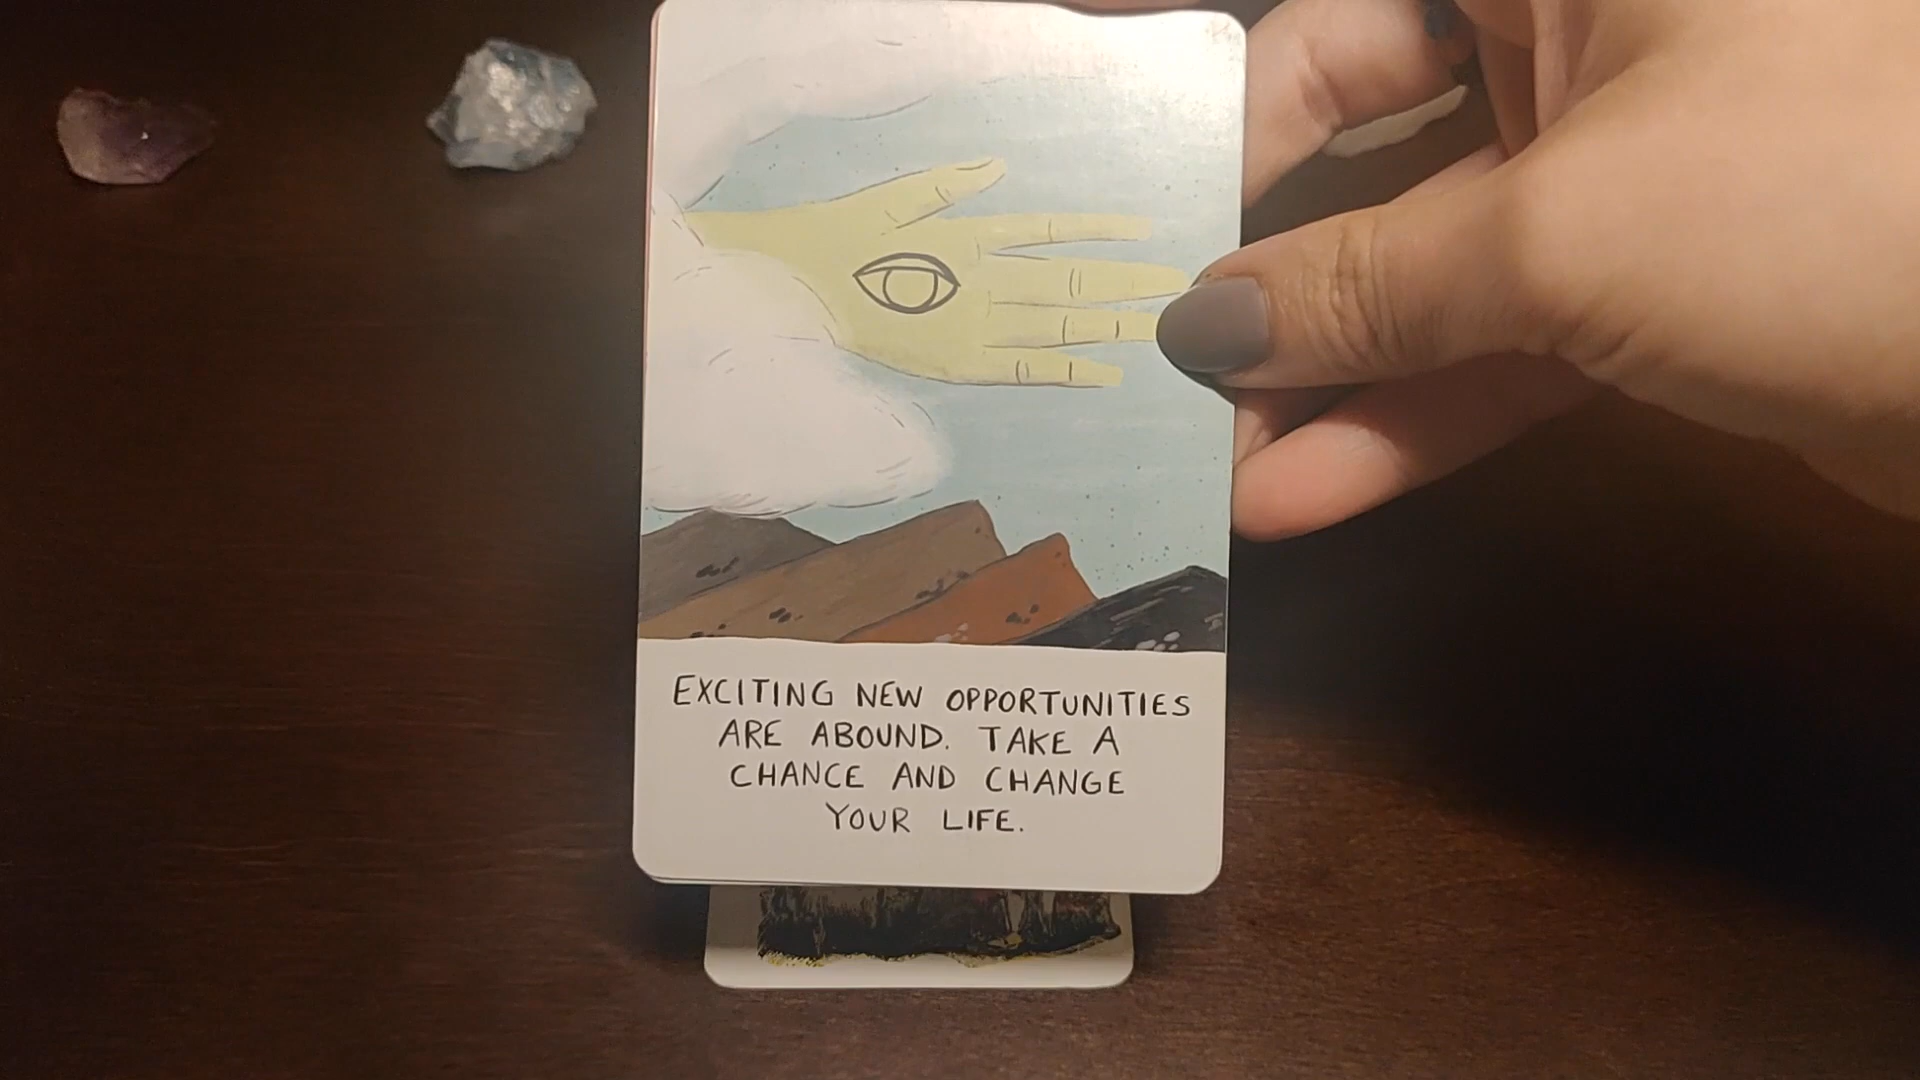 EXCITING NEW OPPORTUNITIES
ARE ABOUND. TAKE A
CHANCE AND CHANGE
YOUR LIFE.